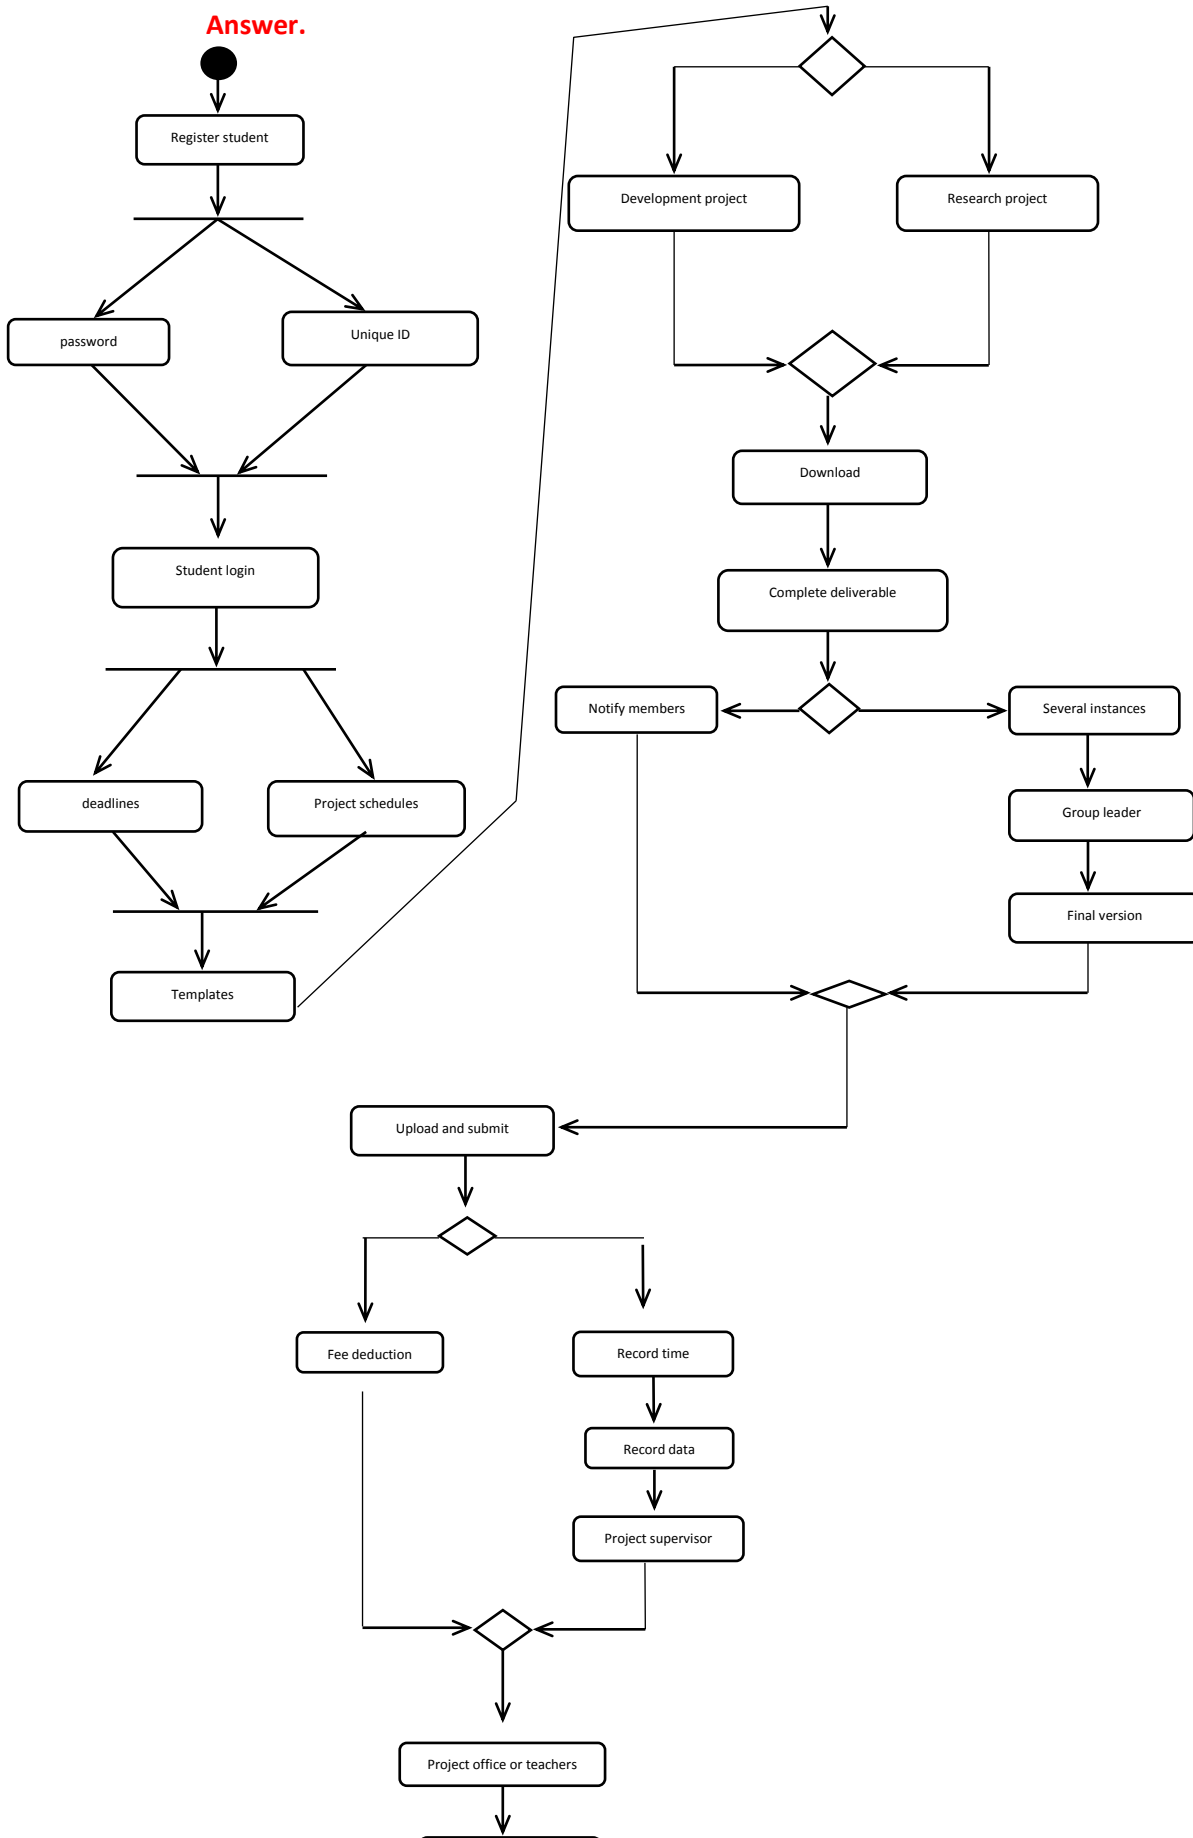 Answer.
Register student
password
Unique ID
Student login
deadlines
Project schedules
Templates
Development project
Research project
Download
Complete deliverable
Notify members
Several instances
Group leader
Final version
Upload and submit
Fee deduction
Record time
Record data
Project supervisor
Project office or teachers